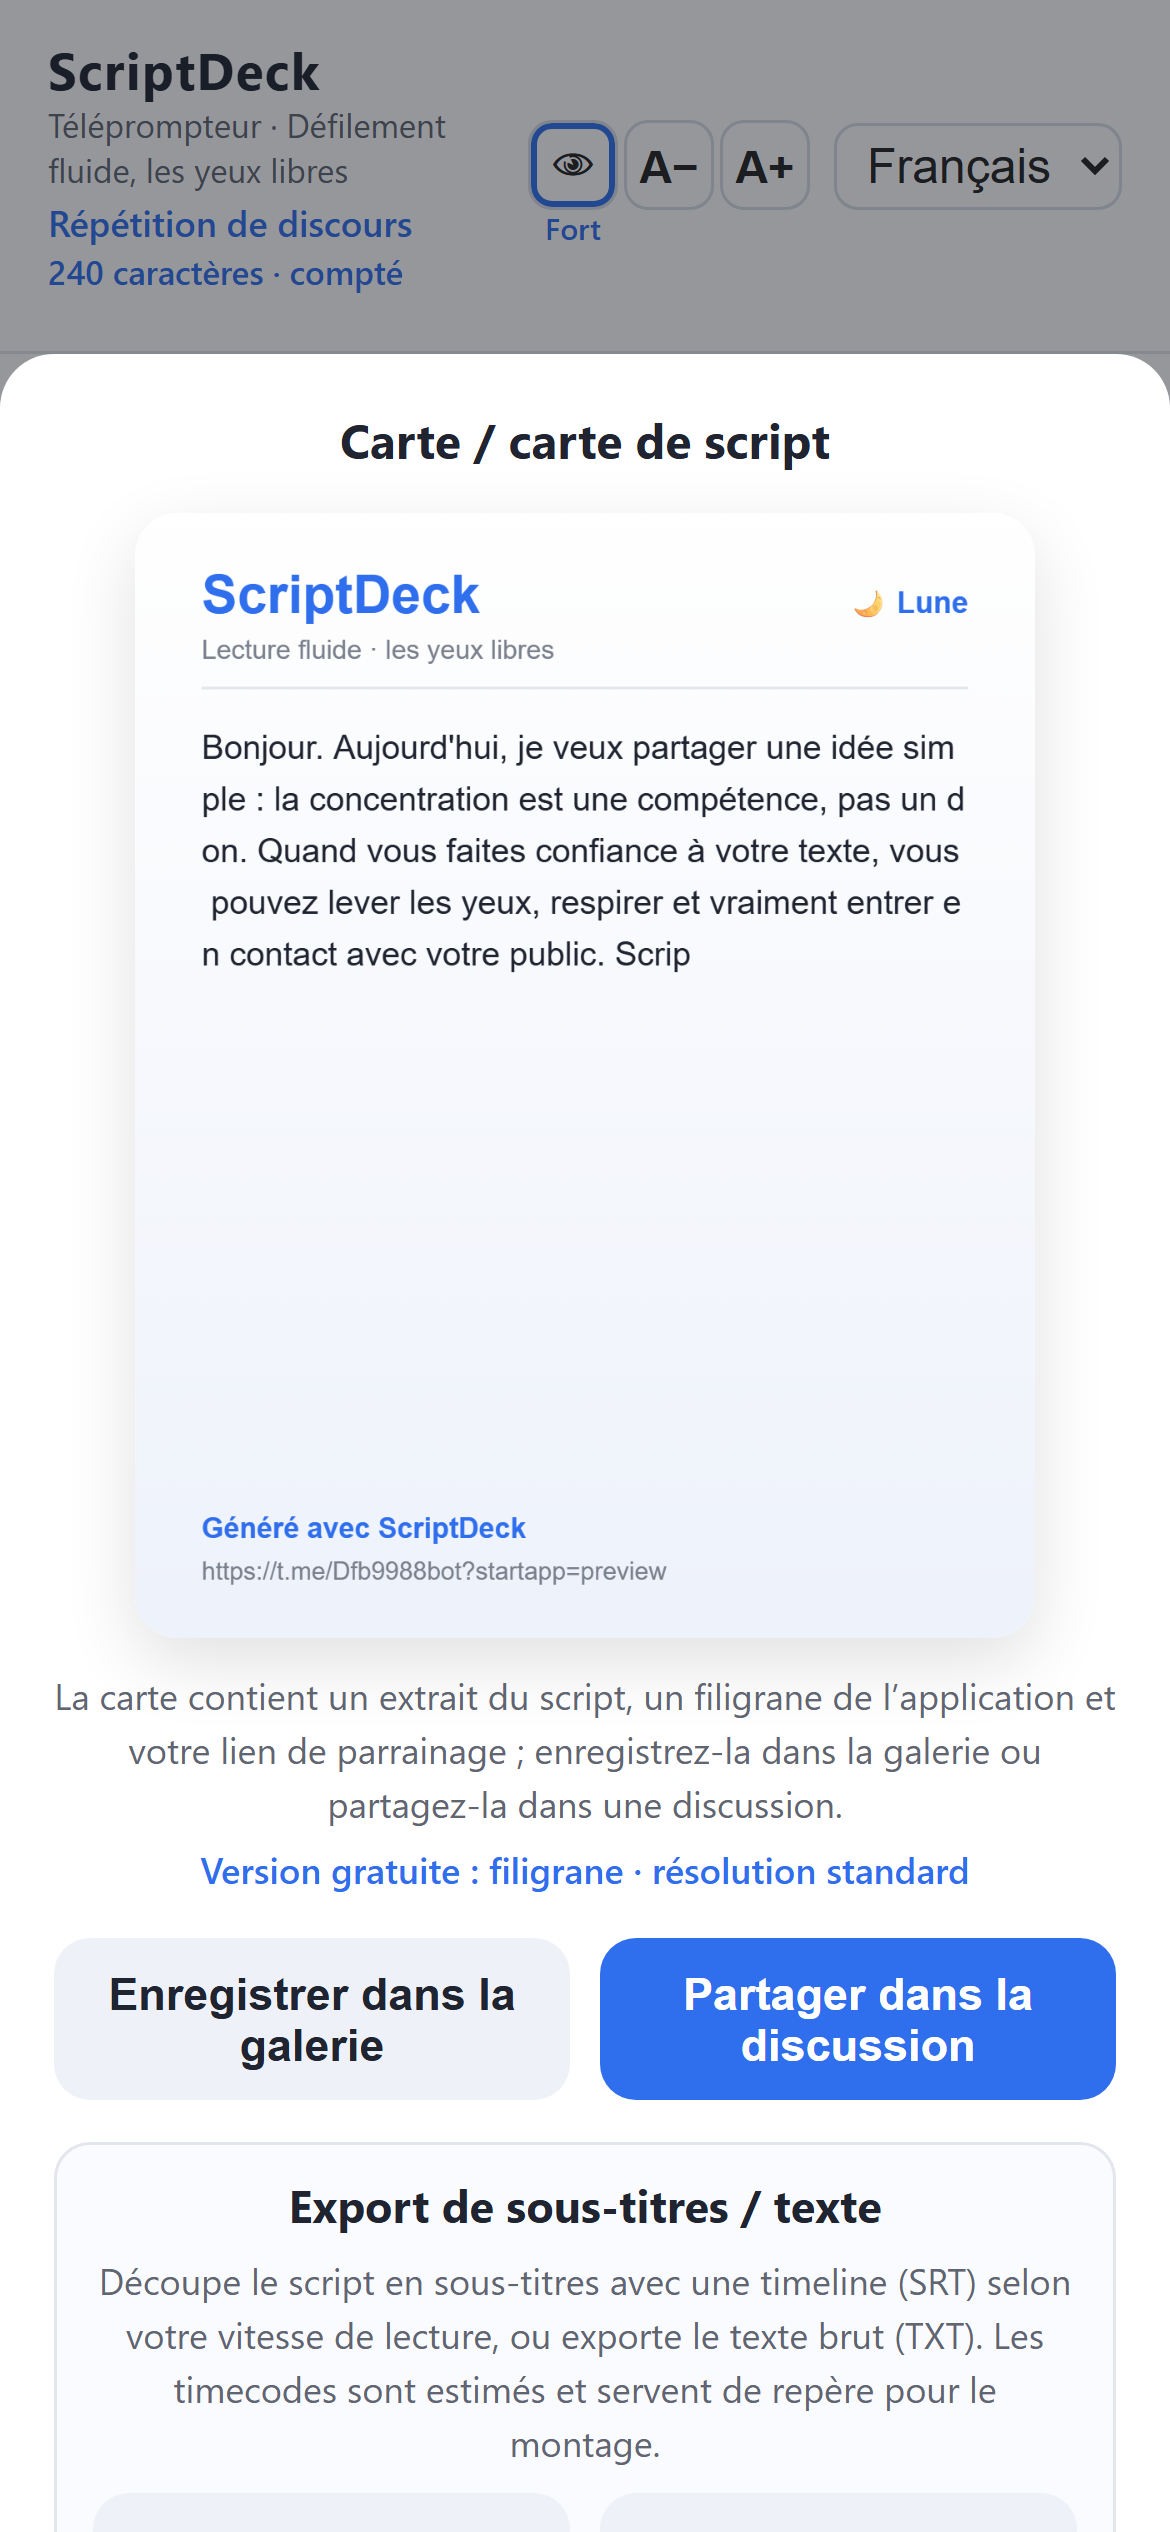 ScriptDeck
Téléprompteur · Défilement
fluide, les yeux libres
Répétition de discours
240 caractères · compté
A− A+ Français
Fort
Carte / carte de script
ScriptDeck
🌙 Lune
Lecture fluide · les yeux libres
Bonjour. Aujourd'hui, je veux partager une idée sim
ple : la concentration est une compétence, pas un d
on. Quand vous faites confiance à votre texte, vous
pouvez lever les yeux, respirer et vraiment entrer e
n contact avec votre public. Scrip
Généré avec ScriptDeck
https://t.me/Dfb9988bot?startapp=preview
La carte contient un extrait du script, un filigrane de l’application et
votre lien de parrainage ; enregistrez-la dans la galerie ou
partagez-la dans une discussion.
Version gratuite : filigrane · résolution standard
Enregistrer dans la
galerie
Partager dans la
discussion
Export de sous-titres / texte
Découpe le script en sous-titres avec une timeline (SRT) selon
votre vitesse de lecture, ou exporte le texte brut (TXT). Les
timecodes sont estimés et servent de repère pour le
montage.